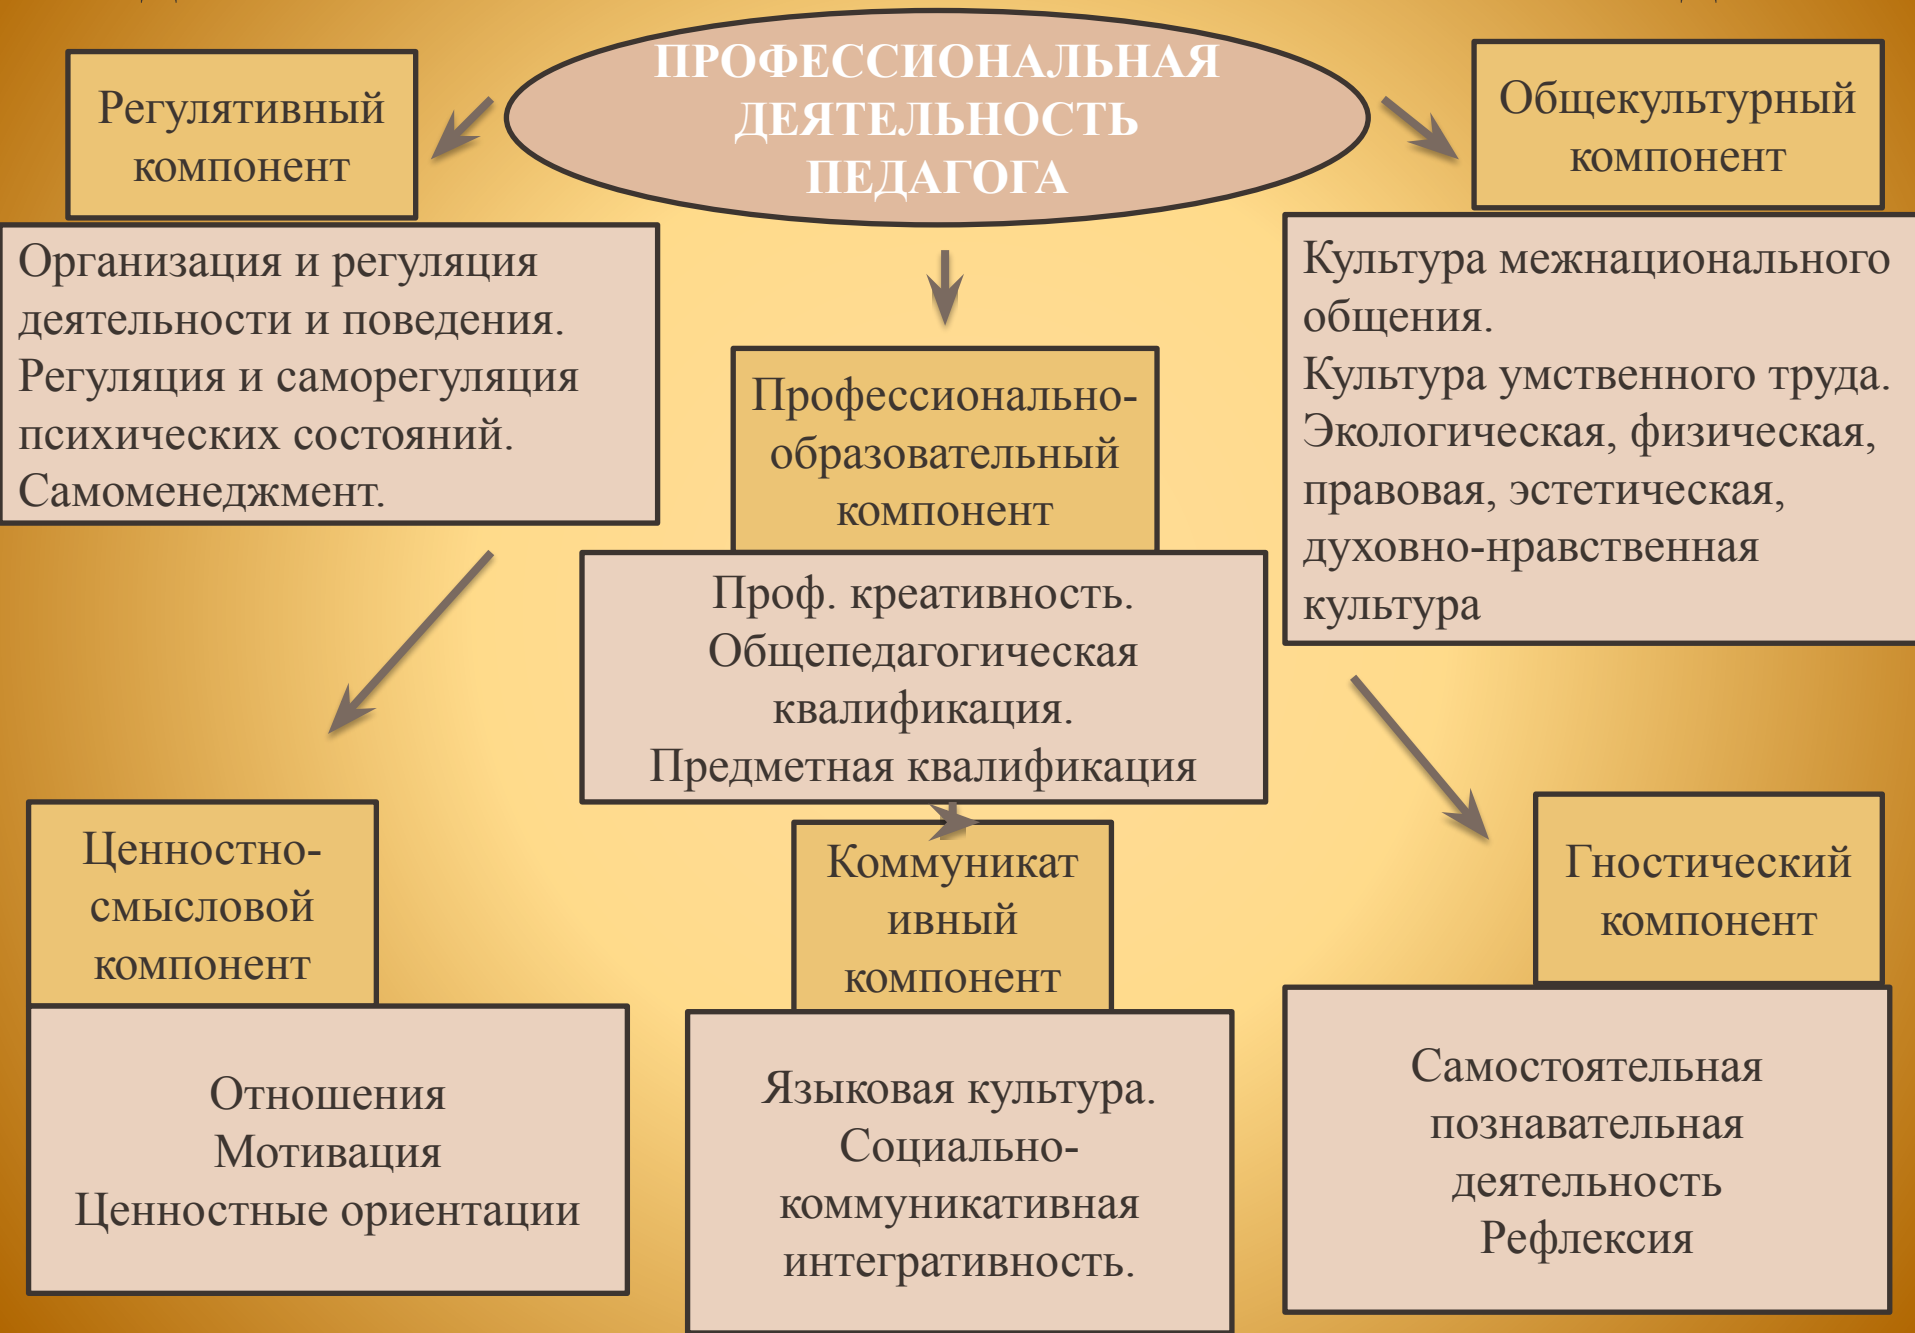 ПРОФЕССИОНАЛЬНАЯ
ДЕЯТЕЛЬНОСТЬ
ПЕДАГОГА
Регулятивный
компонент
Организация и регуляция
деятельности и поведения.
Регуляция и саморегуляция
психических состояний.
Самоменеджмент.
Профессионально-
образовательный
компонент
Проф. креативность.
Общепедагогическая
квалификация.
Предметная квалификация
Общекультурный
компонент
Культура межнационального
общения.
Культура умственного труда.
Экологическая, физическая,
правовая, эстетическая,
духовно-нравственная
культура
Ценностно-
смысловой
компонент
Отношения
Мотивация
Ценностные ориентации
Коммуникат
ивный
компонент
Языковая культура.
Социально-
коммуникативная
интегративность.
Гностический
компонент
Самостоятельная
познавательная
деятельность
Рефлексия